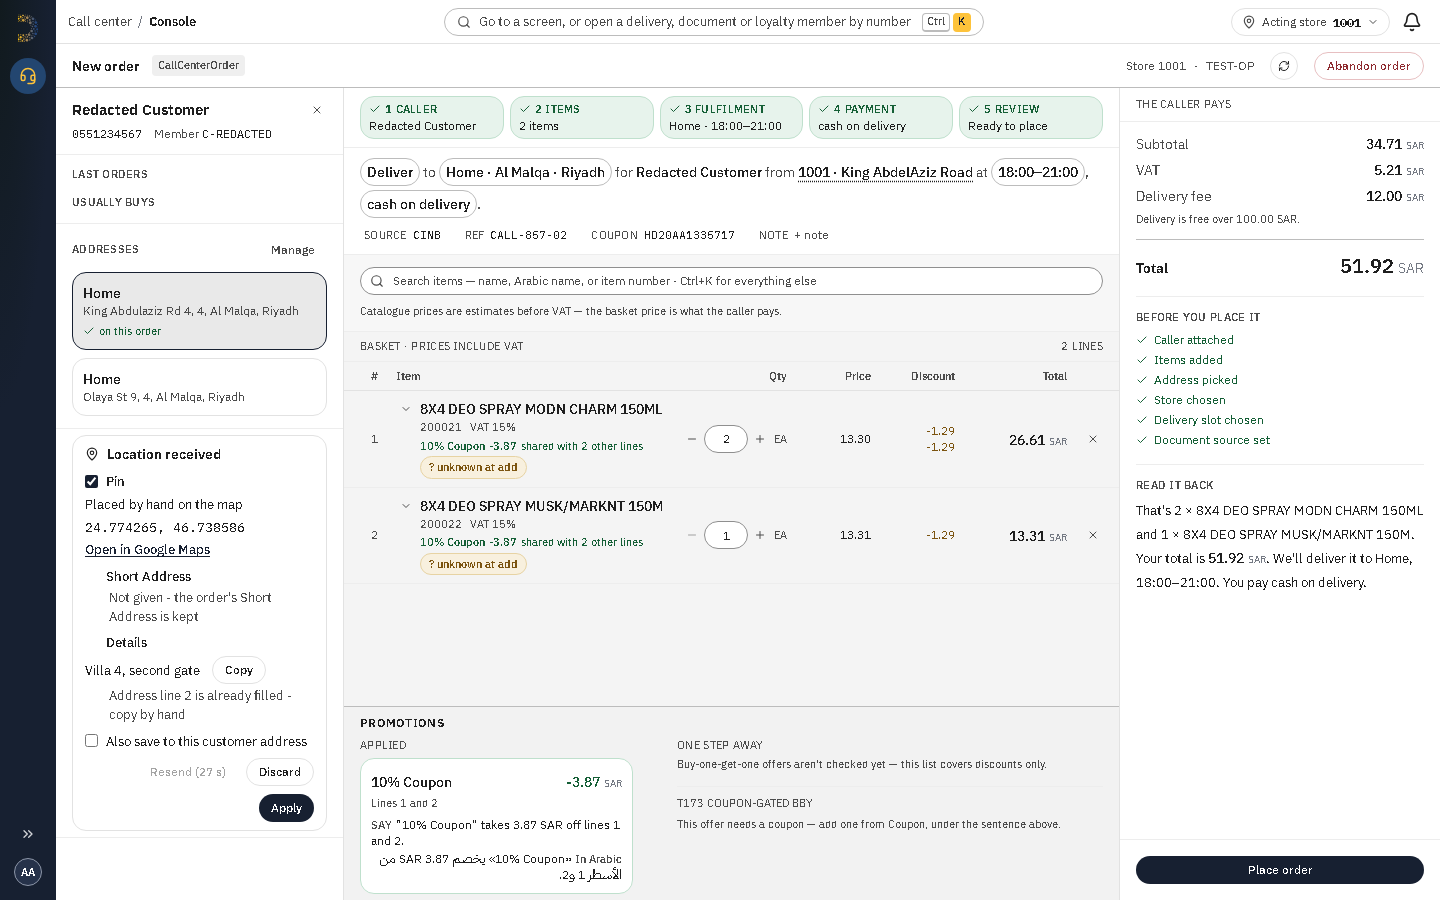 Call center / Console
Go to a screen, or open a delivery, document or loyalty member by number Ctrl K
Acting store 1001
New order CallCenterOrder
Store 1001 · TEST-OP
Abandon order
Redacted Customer
0551234567 Member C-REDACTED
LAST ORDERS
USUALLY BUYS
ADDRESSES Manage
Home
King Abdulaziz Rd 4, 4, Al Malqa, Riyadh
on this order
Home
Olaya St 9, 4, Al Malqa, Riyadh
Location received
Pin
Placed by hand on the map
24.774265, 46.738586
Open in Google Maps
Short Address
Not given - the order's Short
Address is kept
Details
Villa 4, second gate Copy
Address line 2 is already filled -
copy by hand
Also save to this customer address
Resend (27 s) Discard
Apply
AA
1 CALLER
Redacted Customer
2 ITEMS
2 items
3 FULFILMENT
Home · 18:00–21:00
4 PAYMENT
cash on delivery
5 REVIEW
Ready to place
Deliver to Home · Al Malqa · Riyadh for Redacted Customer from 1001 · King AbdelAziz Road at 18:00–21:00 ,
cash on delivery .
SOURCE CINB REF CALL-867-02 COUPON HD20AA1335717 NOTE + note
Search items — name, Arabic name, or item number · Ctrl+K for everything else
Catalogue prices are estimates before VAT — the basket price is what the caller pays.
BASKET · PRICES INCLUDE VAT 2 LINES
# Item Qty Price Discount Total
8X4 DEO SPRAY MODN CHARM 150ML
200021 VAT 15%
1 − 2 + EA 13.30 -1.29 -1.29 26.61 SAR ×
10% Coupon -3.87 shared with 2 other lines
? unknown at add
8X4 DEO SPRAY MUSK/MARKNT 150M
200022 VAT 15%
2 − 1 + EA 13.31 -1.29 13.31 SAR ×
10% Coupon -3.87 shared with 2 other lines
? unknown at add
PROMOTIONS
APPLIED
10% Coupon -3.87 SAR
Lines 1 and 2
SAY "10% Coupon" takes 3.87 SAR off lines 1
and 2.
In Arabic «10% Coupon» يخصم 3.87 SAR من
الأسطر 1 و2.
ONE STEP AWAY
Buy-one-get-one offers aren't checked yet — this list covers discounts only.
T173 COUPON-GATED BBY
This offer needs a coupon — add one from Coupon, under the sentence above.
THE CALLER PAYS
Subtotal 34.71 SAR
VAT 5.21 SAR
Delivery fee 12.00 SAR
Delivery is free over 100.00 SAR.
Total 51.92 SAR
BEFORE YOU PLACE IT
Caller attached
Items added
Address picked
Store chosen
Delivery slot chosen
Document source set
READ IT BACK
That's 2 × 8X4 DEO SPRAY MODN CHARM 150ML
and 1 × 8X4 DEO SPRAY MUSK/MARKNT 150M.
Your total is 51.92 SAR. We'll deliver it to Home,
18:00–21:00. You pay cash on delivery.
Place order